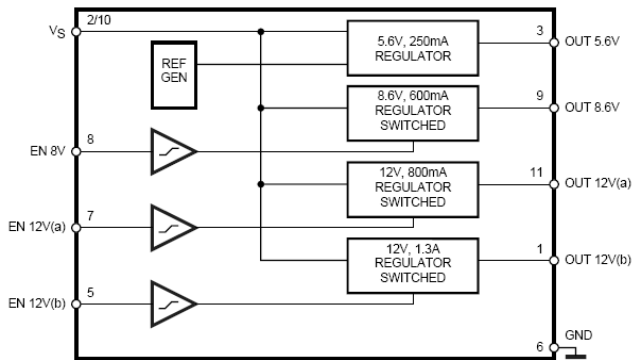 VS 2/10
5.6V, 250mA
REGULATOR
3 OUT 5.6V
REF
GEN
8.6V, 600mA
REGULATOR
SWITCHED
9 OUT 8.6V
EN 8V 8
12V, 800mA
REGULATOR
SWITCHED
11 OUT 12V(a)
EN 12V(a) 7
12V, 1.3A
REGULATOR
SWITCHED
1 OUT 12V(b)
EN 12V(b) 5
6 GND